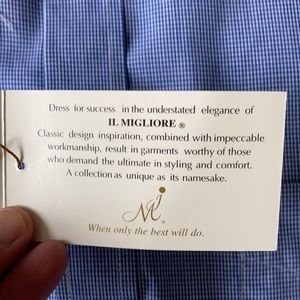 Dress for success in the understated elegance of
IL MIGLIORE ®
Classic design inspiration, combined with impeccable
workmanship, result in garments worthy of those
who demand the ultimate in styling and comfort.
A collection as unique as its namesake.
®
When only the best will do.